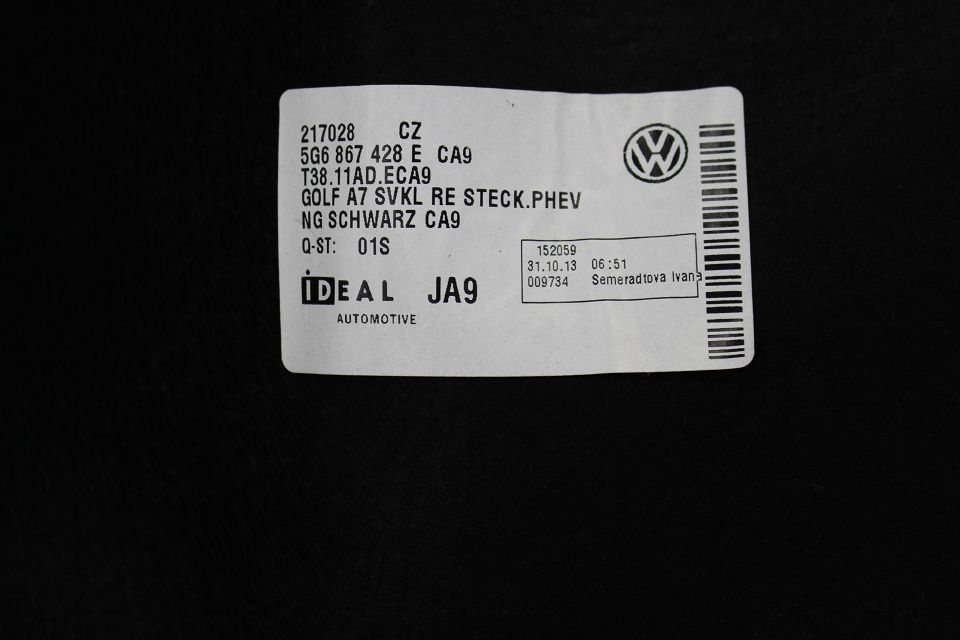 217028 CZ
5G6 867 428 E CA9
T38.11AD.ECA9
GOLF A7 SVKL RE STECK.PHEV
NG SCHWARZ CA9
Q-ST: 01S
152059
31.10.13 06:51
009734 Semeradtova Ivana
iDEAL JA9
AUTOMOTIVE